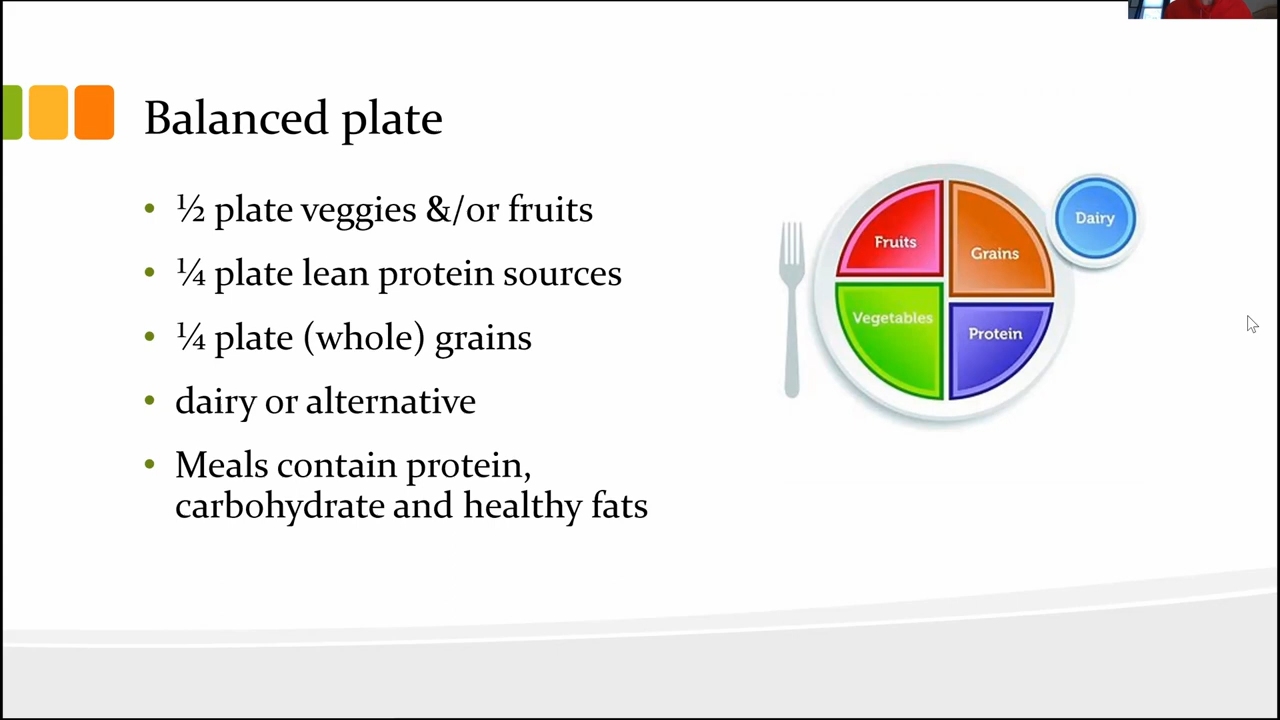 Balanced plate
• ½ plate veggies &/or fruits
• ¼ plate lean protein sources
• ¼ plate (whole) grains
• dairy or alternative
• Meals contain protein,
carbohydrate and healthy fats
Fruits
Grains
Dairy
Vegetables
Protein